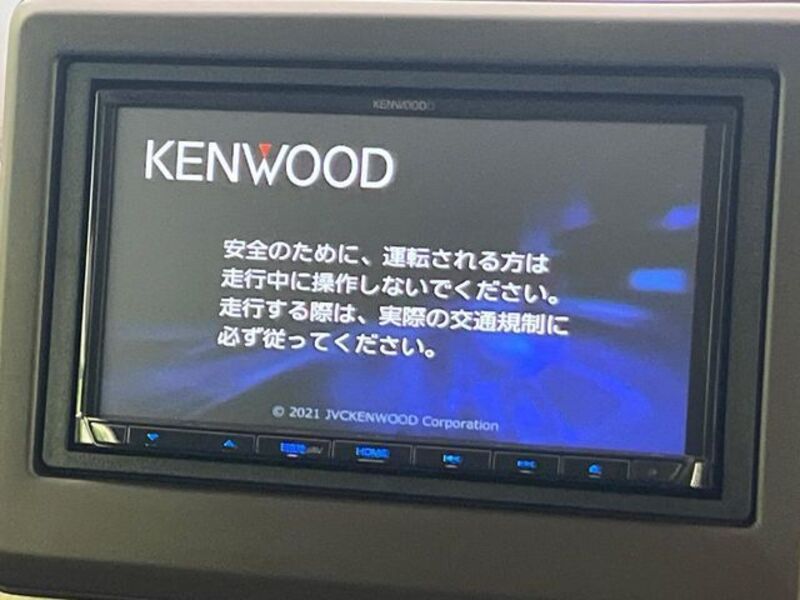 KENWOOD
KENWOOD
安全のために、運転される方は
走行中に操作しないでください。
走行する際は、実際の交通規制に
必ず従ってください。
© 2021 JVCKENWOOD Corporation
HOME